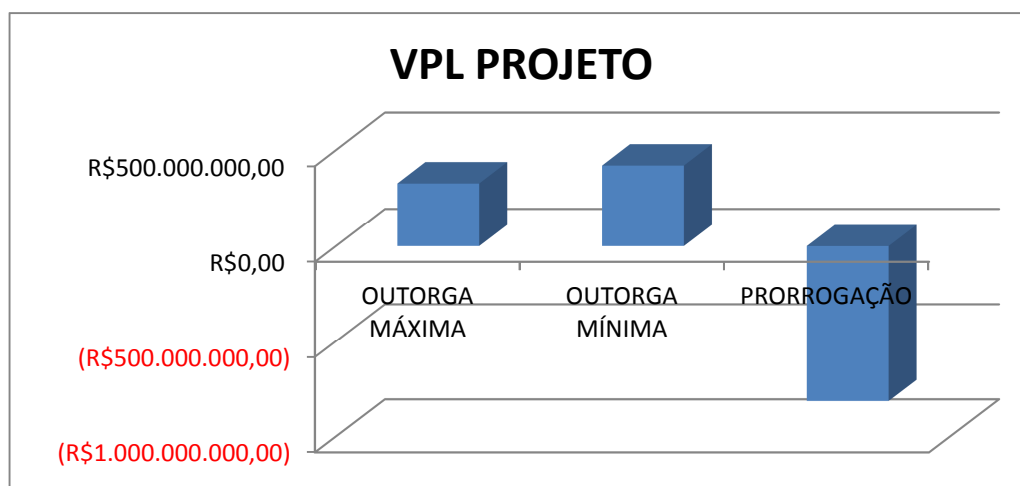 VPL PROJETO
R$500.000.000,00
R$0,00
(R$500.000.000,00)
(R$1.000.000.000,00)
OUTORGA
MÁXIMA
OUTORGA
MÍNIMA
PRORROGAÇÃO